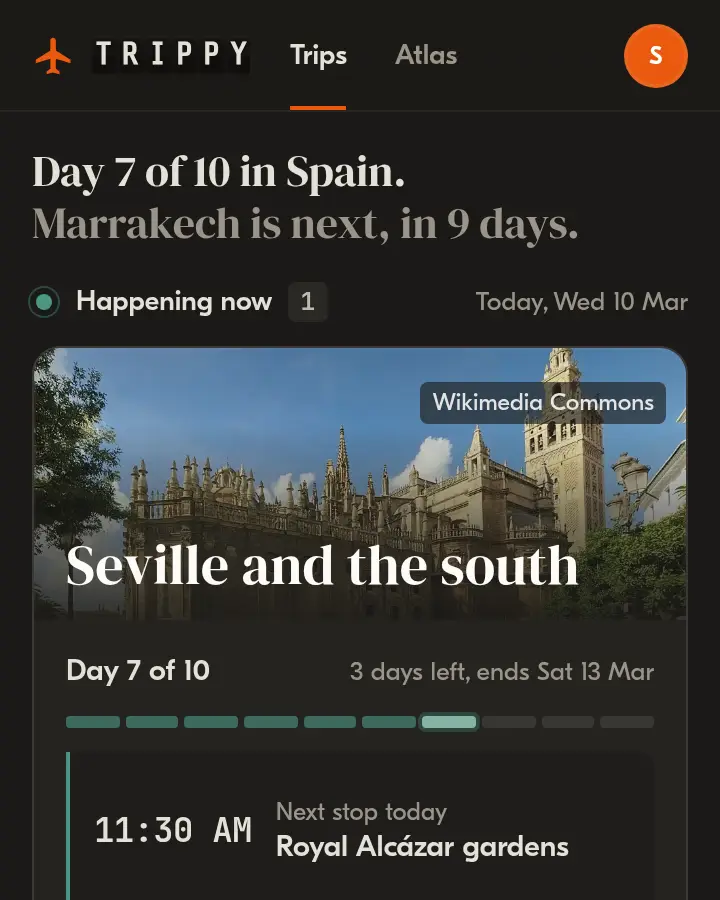 TRIPPY
Trips
Atlas
S
Day 7 of 10 in Spain.
Marrakech is next, in 9 days.
Happening now 1
Today, Wed 10 Mar
Wikimedia Commons
Seville and the south
Day 7 of 10
3 days left, ends Sat 13 Mar
11:30 AM
Next stop today
Royal Alcázar gardens